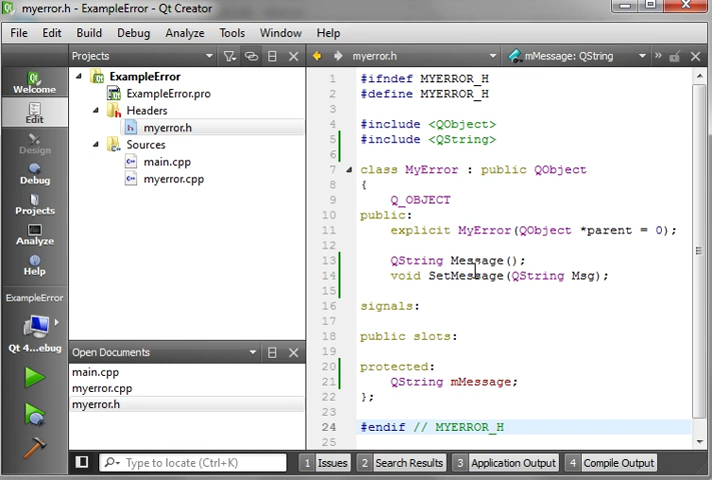 myerror.h - ExampleError - Qt Creator
File Edit Build Debug Analyze Tools Window Help
Projects
myerror.h
mMessage: QString
Welcome
Edit
Design
Debug
Projects
Analyze
Help
ExampleError
Qt 4...ebug
ExampleError
ExampleError.pro
Headers
myerror.h
Sources
main.cpp
myerror.cpp
Open Documents
main.cpp
myerror.cpp
myerror.h
1 #ifndef MYERROR_H
2 #define MYERROR_H
3
4 #include <QObject>
5 #include <QString>
6
7 class MyError : public QObject
8 {
9 Q_OBJECT
10 public:
11 explicit MyError(QObject *parent = 0);
12
13 QString Message();
14 void SetMessage(QString Msg);
15
16 signals:
17
18 public slots:
19
20 protected:
21 QString mMessage;
22 };
23
24 #endif // MYERROR_H
25
Type to locate (Ctrl+K)
1 Issues
2 Search Results
3 Application Output
4 Compile Output